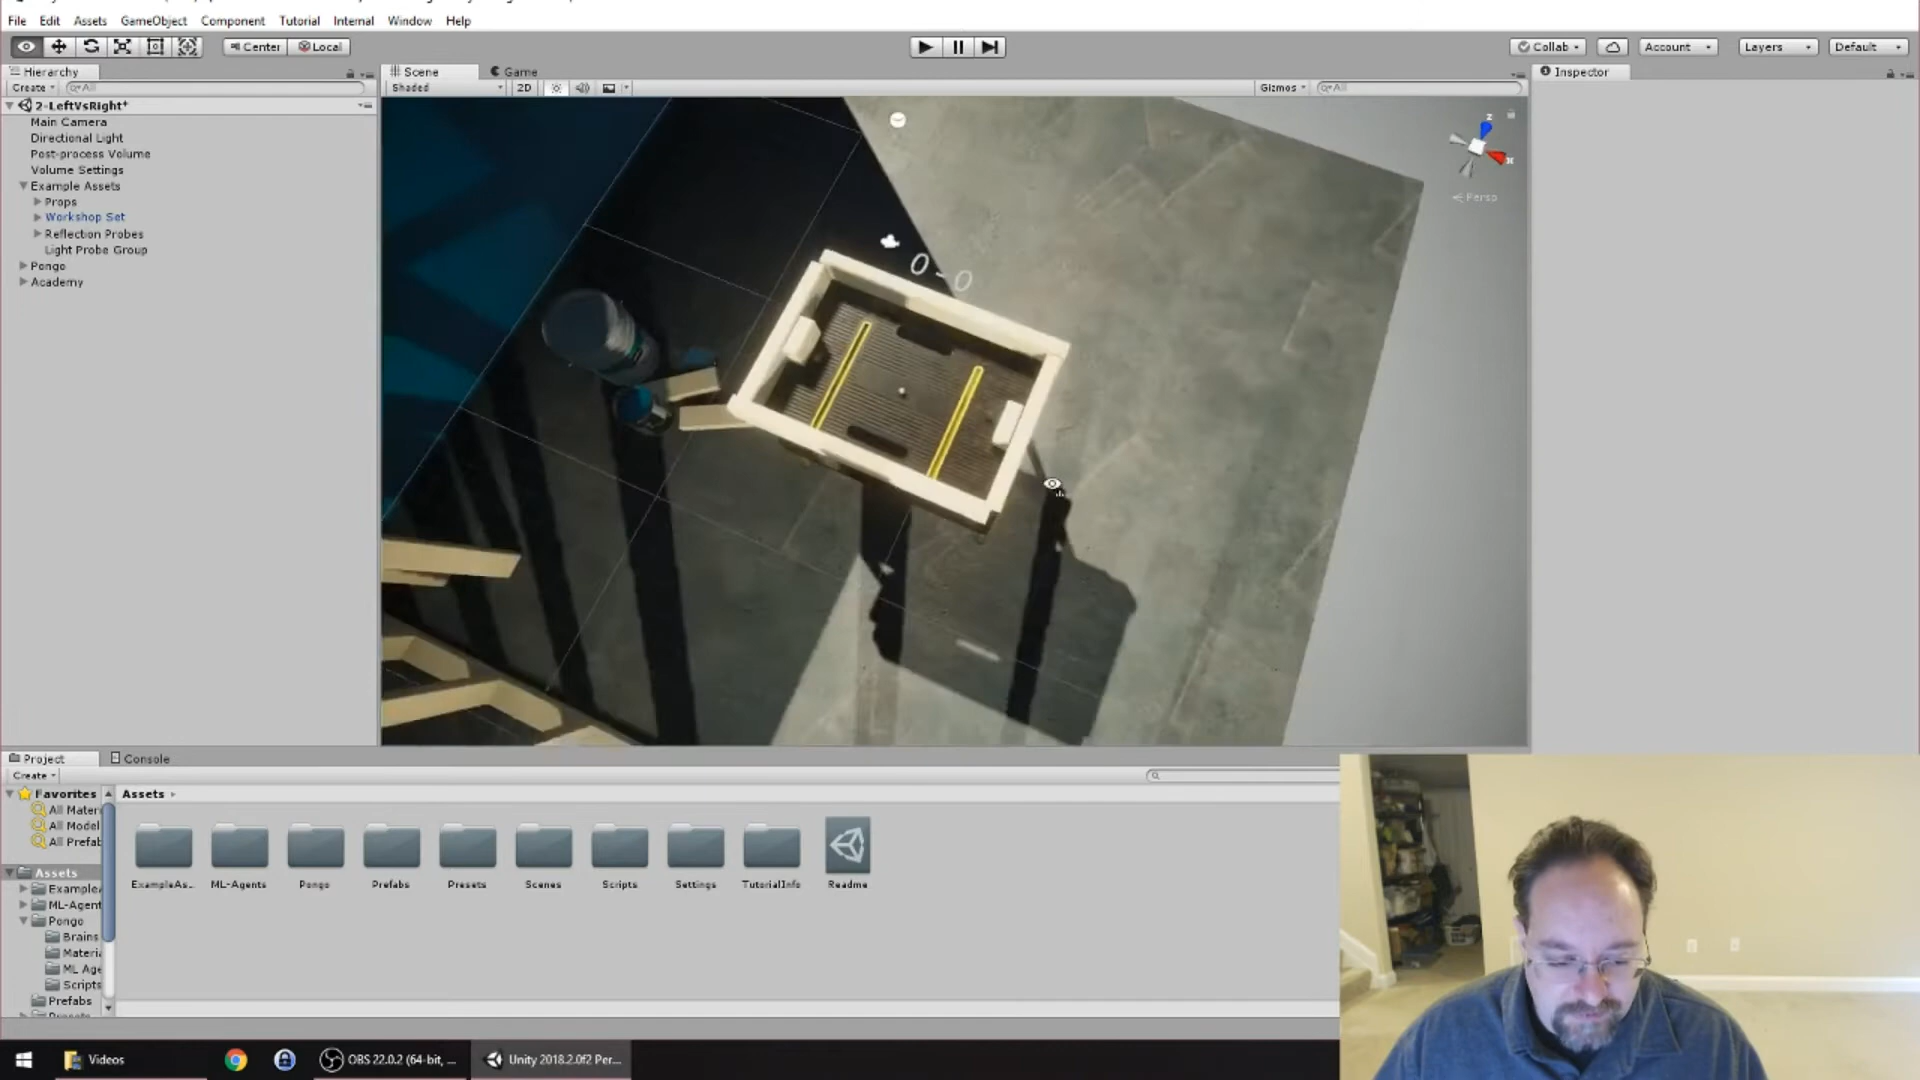 File Edit Assets GameObject Component Tutorial Internal Window Help
Center Local Collab Account Layers Default
Hierarchy Scene Game Inspector
Create All Shaded 2D Gizmos All
2-LeftVsRight*
Main Camera
Directional Light
Post-process Volume
Volume Settings
Example Assets
Props
Workshop Set
Reflection Probes
Light Probe Group
Pongo
Academy
z
x
Persp
0 - 0
Project Console
Create
Favorites
All Mater
All Model
All Prefab
Assets
Example
ML-Agent
Pongo
Brains
Materia
ML Age
Scripts
Prefabs
Assets
ExampleAs... ML-Agents Pongo Prefabs Presets Scenes Scripts Settings TutorialInfo Readme
Videos OBS 22.0.2 (64-bit, ... Unity 2018.2.0f2 Per...